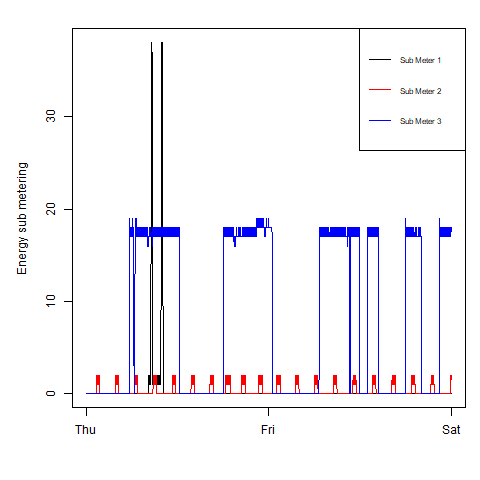 Sub Meter 1
Sub Meter 2
Sub Meter 3
Energy sub metering
30
20
10
0
Thu Fri Sat